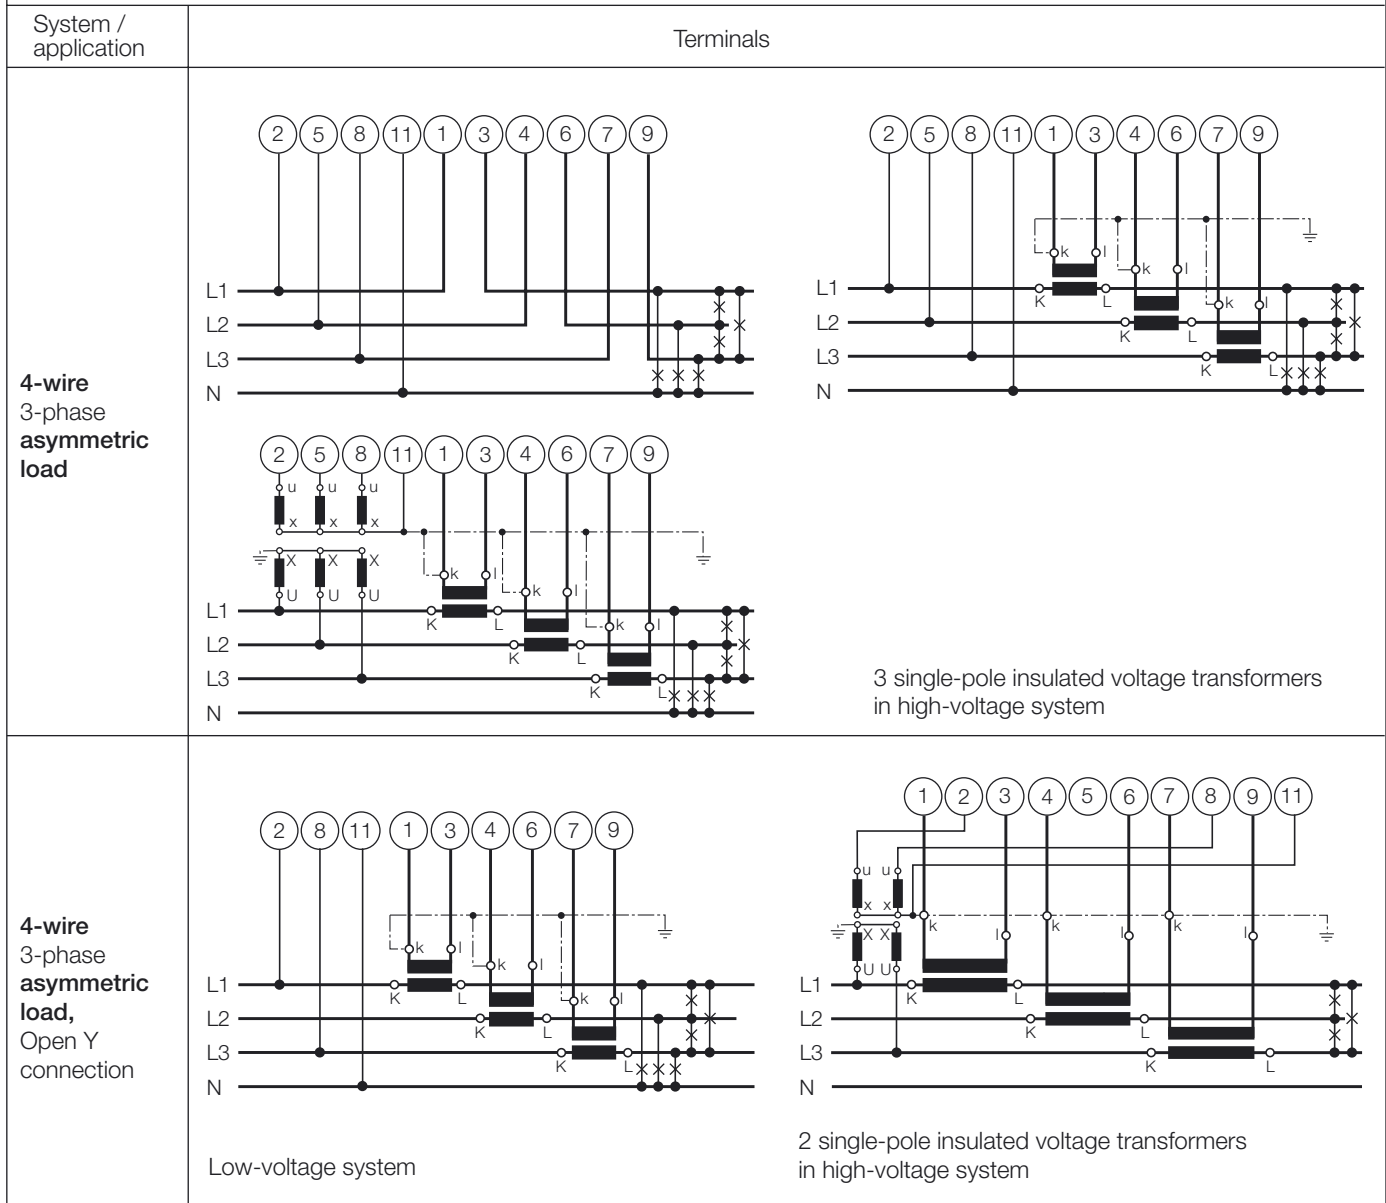 System /
application
Terminals
4-wire
3-phase
asymmetric
load
2 5 8 11 1 3 4 6 7 9
L1
L2
L3
N
2 5 8 11 1 3 4 6 7 9
k l
k l
L1 K L
k l
L2 K L
L3 K L
N
2 5 8 11 1 3 4 6 7 9
u u u
x x x
X X X
k l
U U U
k l
L1 K L
k l
L2 K L
L3 K L
N
3 single-pole insulated voltage transformers
in high-voltage system
4-wire
3-phase
asymmetric
load,
Open Y
connection
2 8 11 1 3 4 6 7 9
k l
k l
L1 K L
k l
L2 K L
L3 K L
N
Low-voltage system
1 2 3 4 5 6 7 8 9 11
u u
x x
k k k
X X l l l
U U
L1 K L
L2 K L
L3 K L
N
2 single-pole insulated voltage transformers
in high-voltage system